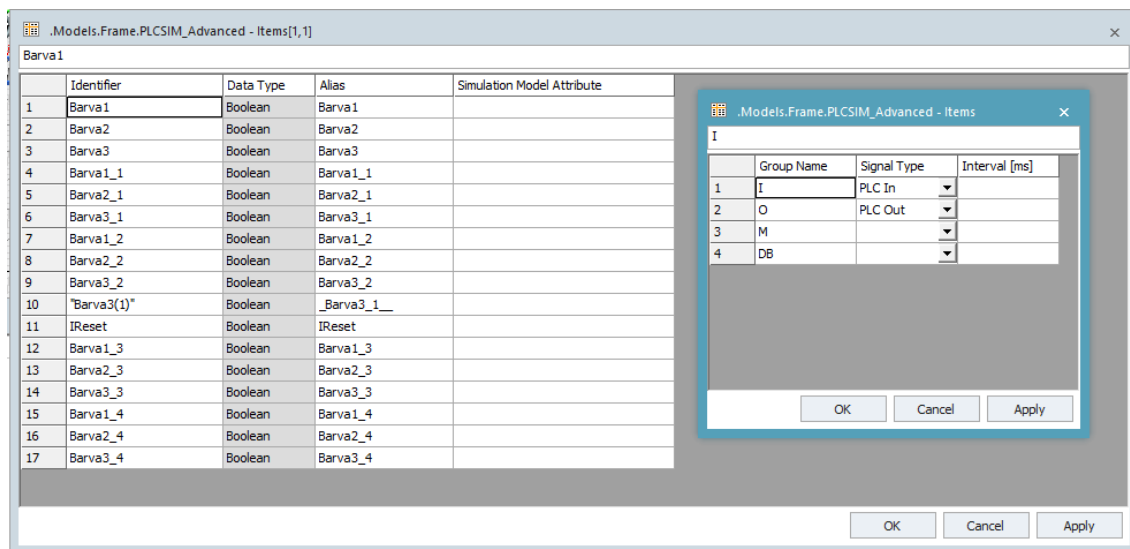 .Models.Frame.PLCSIM_Advanced - Items[1,1]
Barva1
Identifier Data Type Alias Simulation Model Attribute
1 Barva1 Boolean Barva1
2 Barva2 Boolean Barva2
3 Barva3 Boolean Barva3
4 Barva1_1 Boolean Barva1_1
5 Barva2_1 Boolean Barva2_1
6 Barva3_1 Boolean Barva3_1
7 Barva1_2 Boolean Barva1_2
8 Barva2_2 Boolean Barva2_2
9 Barva3_2 Boolean Barva3_2
10 "Barva3(1)" Boolean _Barva3_1__
11 IReset Boolean IReset
12 Barva1_3 Boolean Barva1_3
13 Barva2_3 Boolean Barva2_3
14 Barva3_3 Boolean Barva3_3
15 Barva1_4 Boolean Barva1_4
16 Barva2_4 Boolean Barva2_4
17 Barva3_4 Boolean Barva3_4
OK Cancel Apply
.Models.Frame.PLCSIM_Advanced - Items
I
Group Name Signal Type Interval [ms]
1 I PLC In
2 O PLC Out
3 M
4 DB
OK Cancel Apply